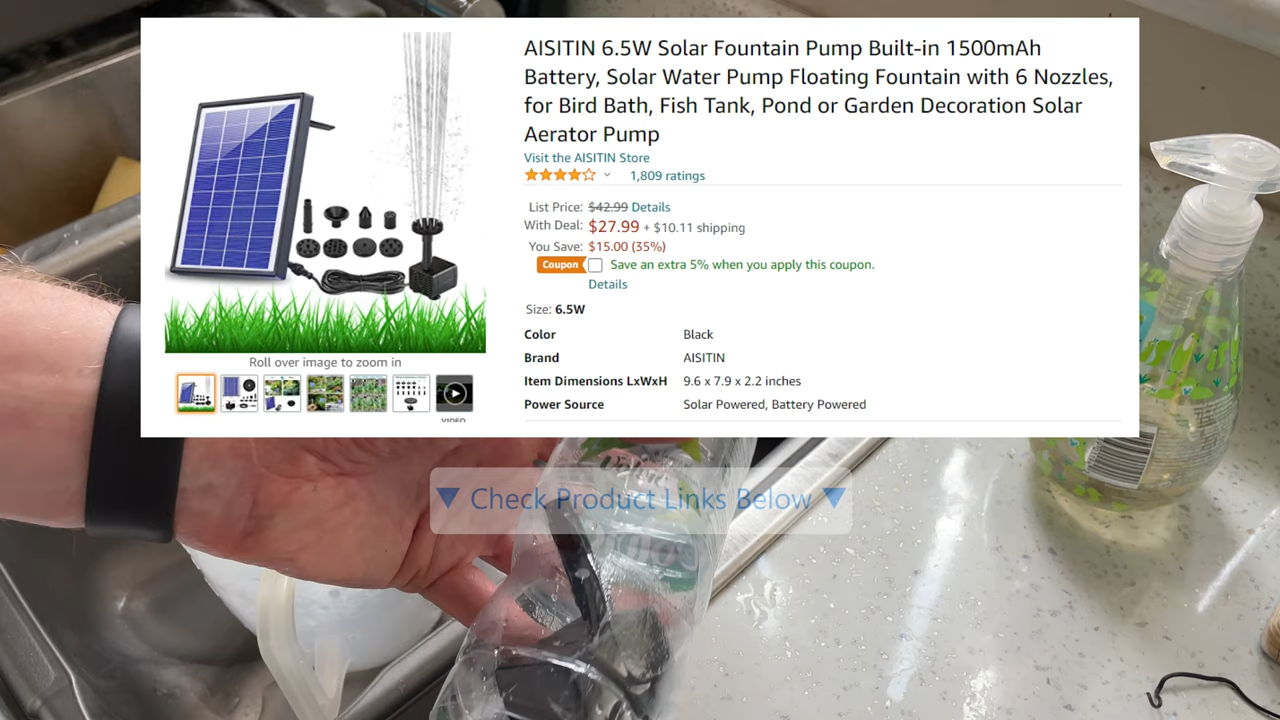 AISITIN 6.5W Solar Fountain Pump Built-in 1500mAh
Battery, Solar Water Pump Floating Fountain with 6 Nozzles,
for Bird Bath, Fish Tank, Pond or Garden Decoration Solar
Aerator Pump
Visit the AISITIN Store
1,809 ratings
List Price: $42.99 Details
With Deal: $27.99 + $10.11 shipping
You Save: $15.00 (35%)
Coupon Save an extra 5% when you apply this coupon.
Details
Size: 6.5W
Color Black
Brand AISITIN
Item Dimensions LxWxH 9.6 x 7.9 x 2.2 inches
Power Source Solar Powered, Battery Powered
Roll over image to zoom in
VIDEO
▼ Check Product Links Below ▼